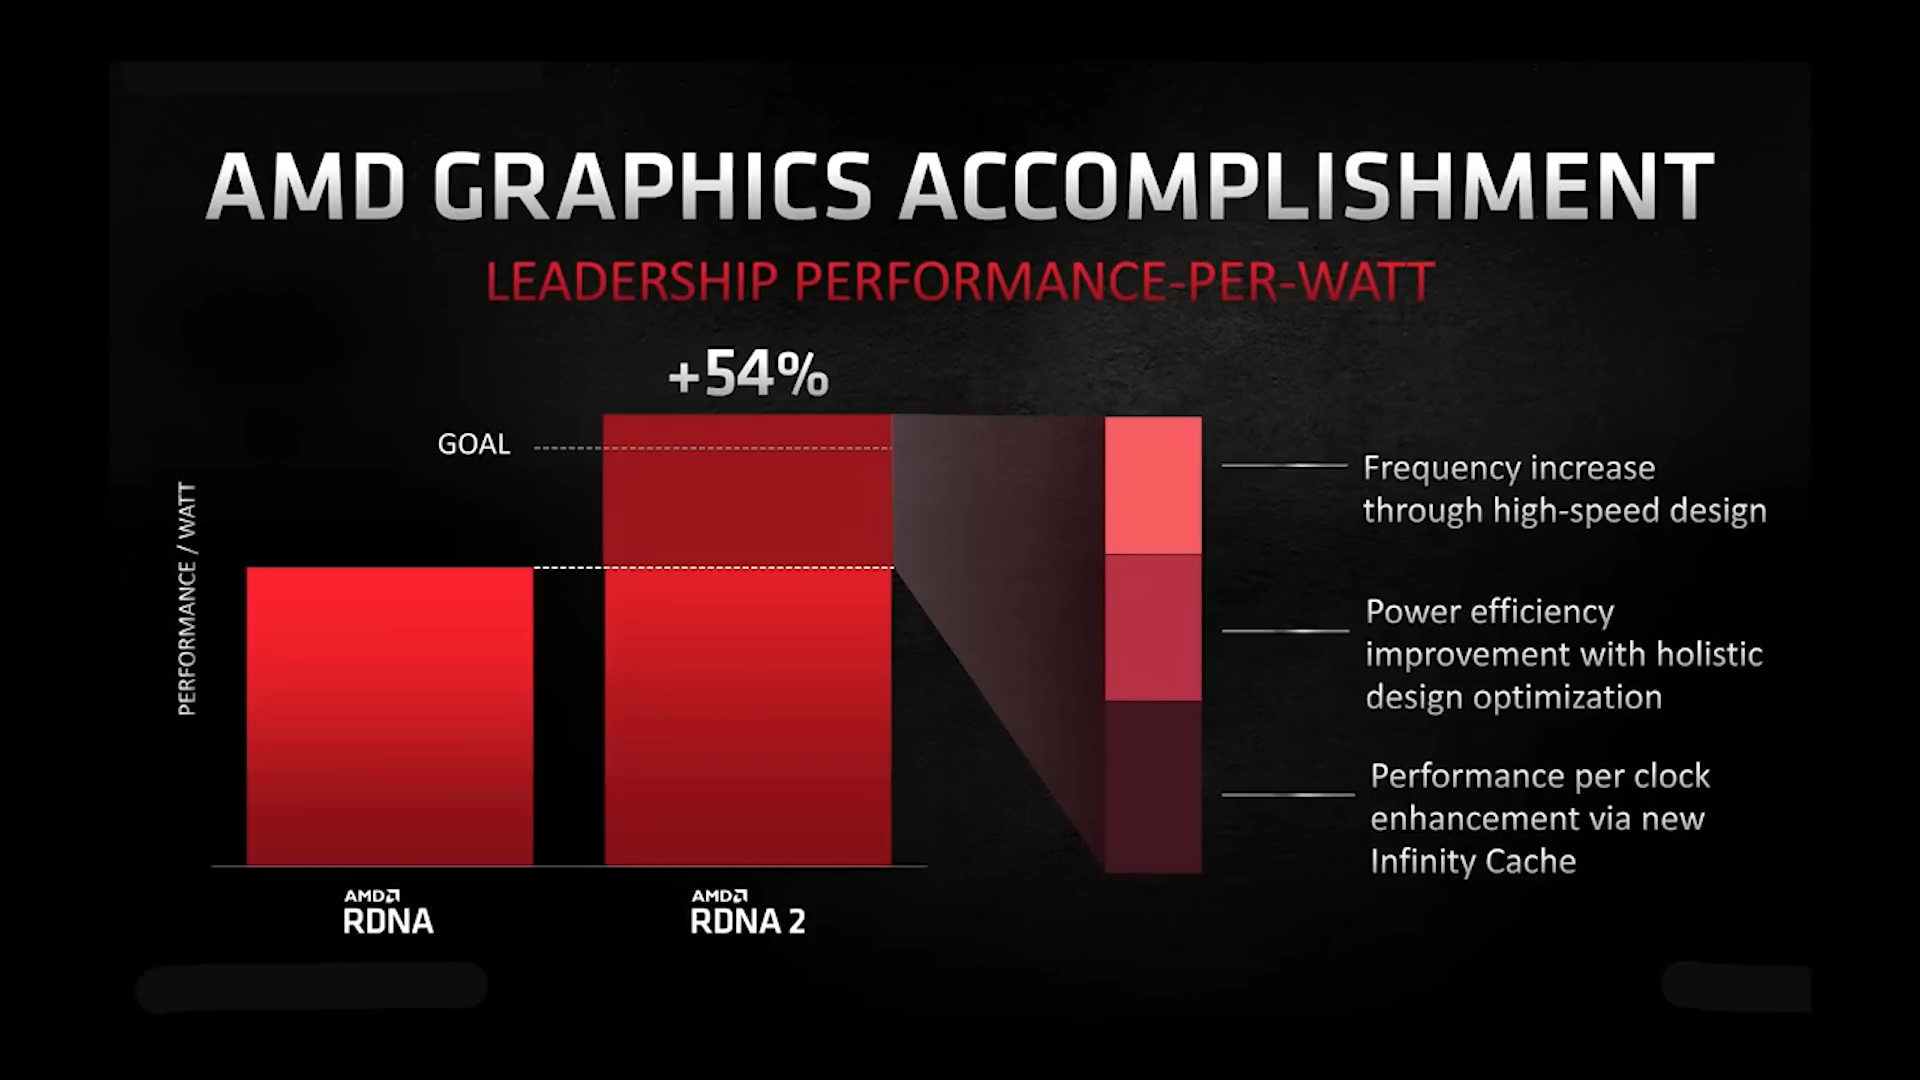 AMD GRAPHICS ACCOMPLISHMENT
LEADERSHIP PERFORMANCE-PER-WATT
+54%
GOAL
PERFORMANCE / WATT
Frequency increase
through high-speed design
Power efficiency
improvement with holistic
design optimization
Performance per clock
enhancement via new
Infinity Cache
AMD
RDNA
AMD
RDNA 2